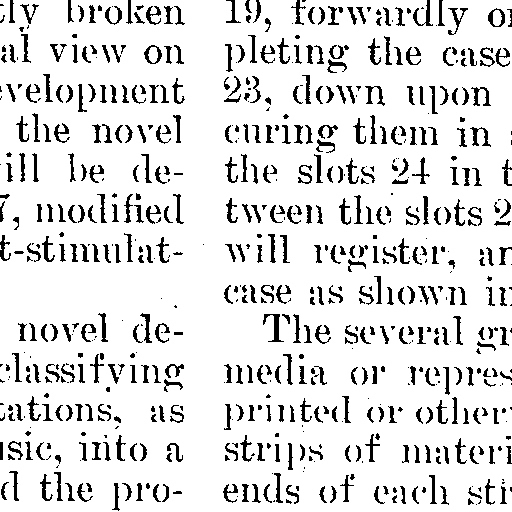 tly broken
al view on
evelopment
the novel
ill be de-
7, modified
t-stimulat-
novel de-
classifying
tations, as
usic, into a
d the pro-
19, forwardly or
pleting the case
23, down upon
curing them in
the slots 24 in t
tween the slots 2
will register, an
case as shown in
The several gr
media or repres
printed or other
strips of materi
ends of each str